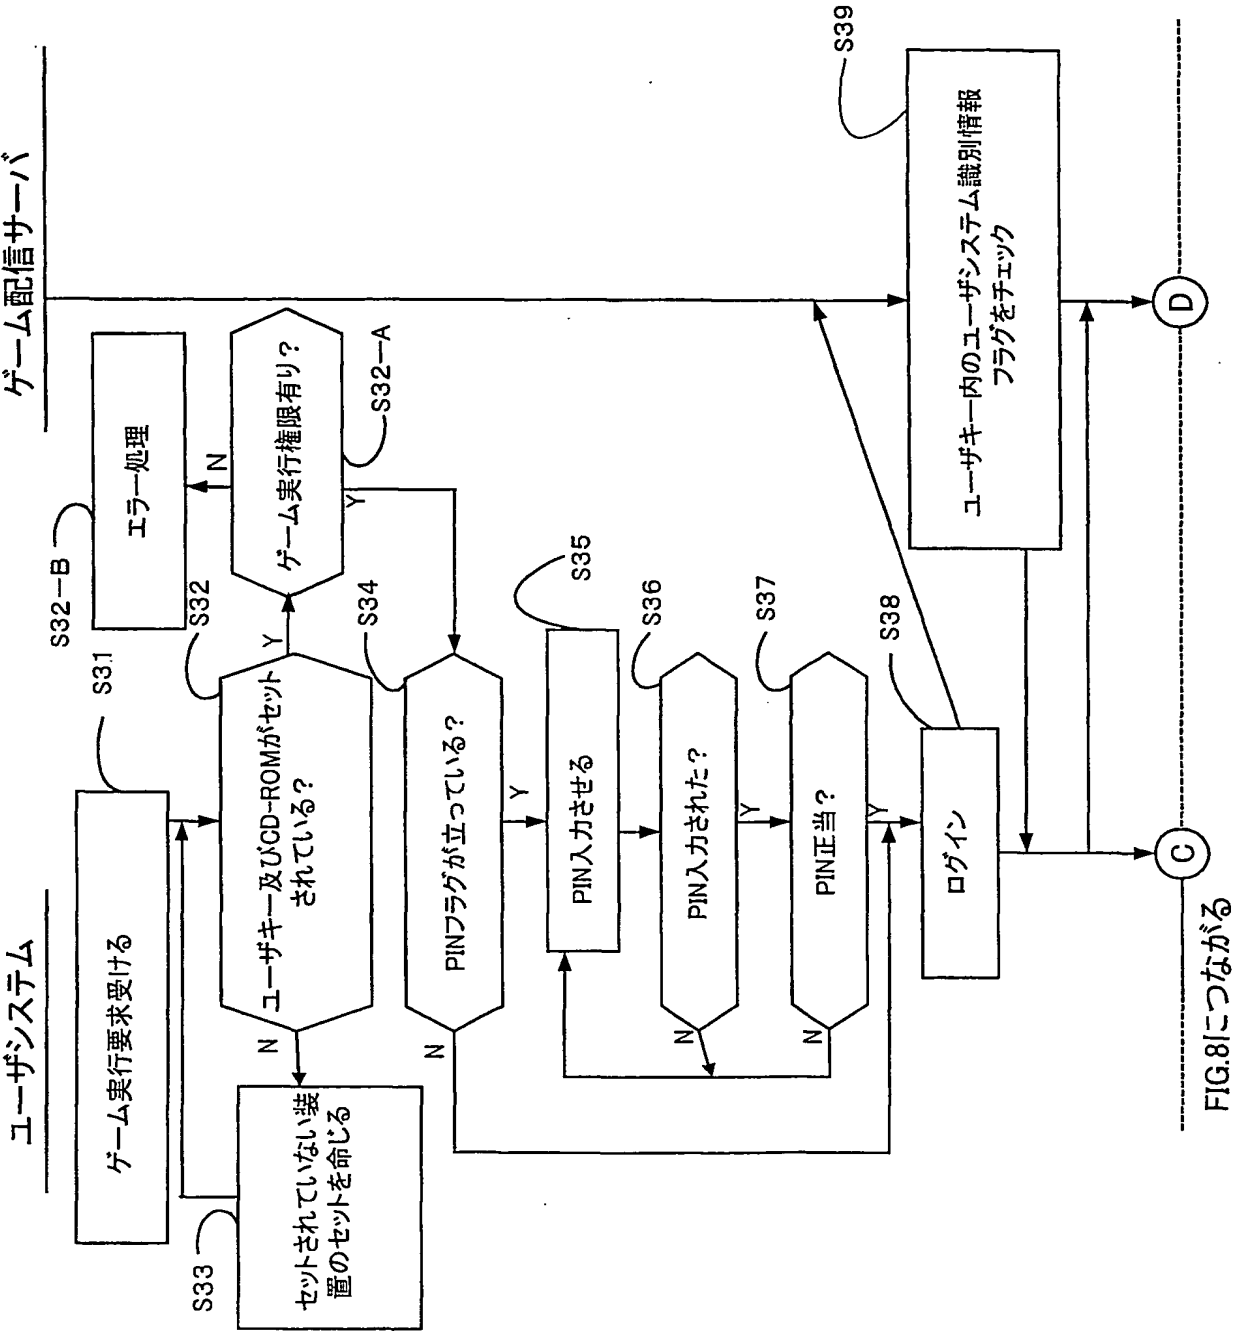 ユーザシステム
ゲーム配信サーバ
ゲーム実行要求受ける
S31
ユーザキー及びCD-ROMがセット
されている？
S32
N
Y
セットされていない装
置のセットを命じる
S33
ゲーム実行権限有り？
S32-A
N
Y
エラー処理
S32-B
PINフラグが立っている？
S34
N
Y
PIN入力させる
S35
PIN入力された？
S36
N
Y
PIN正当？
S37
N
Y
ログイン
S38
ユーザキー内のユーザシステム識別情報
フラグをチェック
S39
C
D
FIG.8につながる